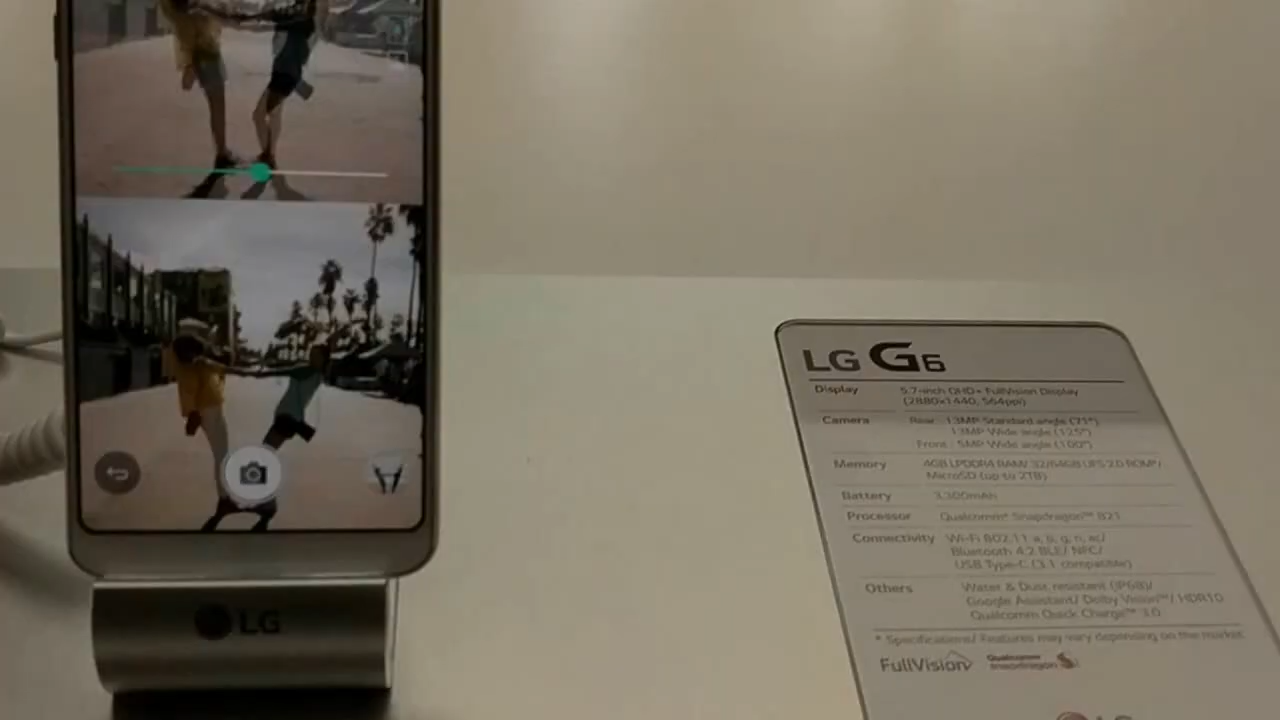 LG G6
Display 5.7-inch QHD+ FullVision Display
(2880x1440, 564ppi)
Camera Rear : 13MP Standard angle (71°)
13MP Wide angle (125°)
Front : 5MP Wide angle (100°)
Memory 4GB LPDDR4 RAM/ 32/64GB UFS 2.0 ROM*/
MicroSD (up to 2TB)
Battery 3,300mAh
Processor Qualcomm® Snapdragon™ 821
Connectivity Wi-Fi 802.11 a, b, g, n, ac/
Bluetooth 4.2 BLE/ NFC/
USB Type-C (3.1 compatible)
Others Water & Dust resistant (IP68)/
Google Assistant/ Dolby Vision™/ HDR10
Qualcomm Quick Charge™ 3.0
* Specifications/ Features may vary depending on the market.
FullVision Qualcomm
snapdragon
LG
LG